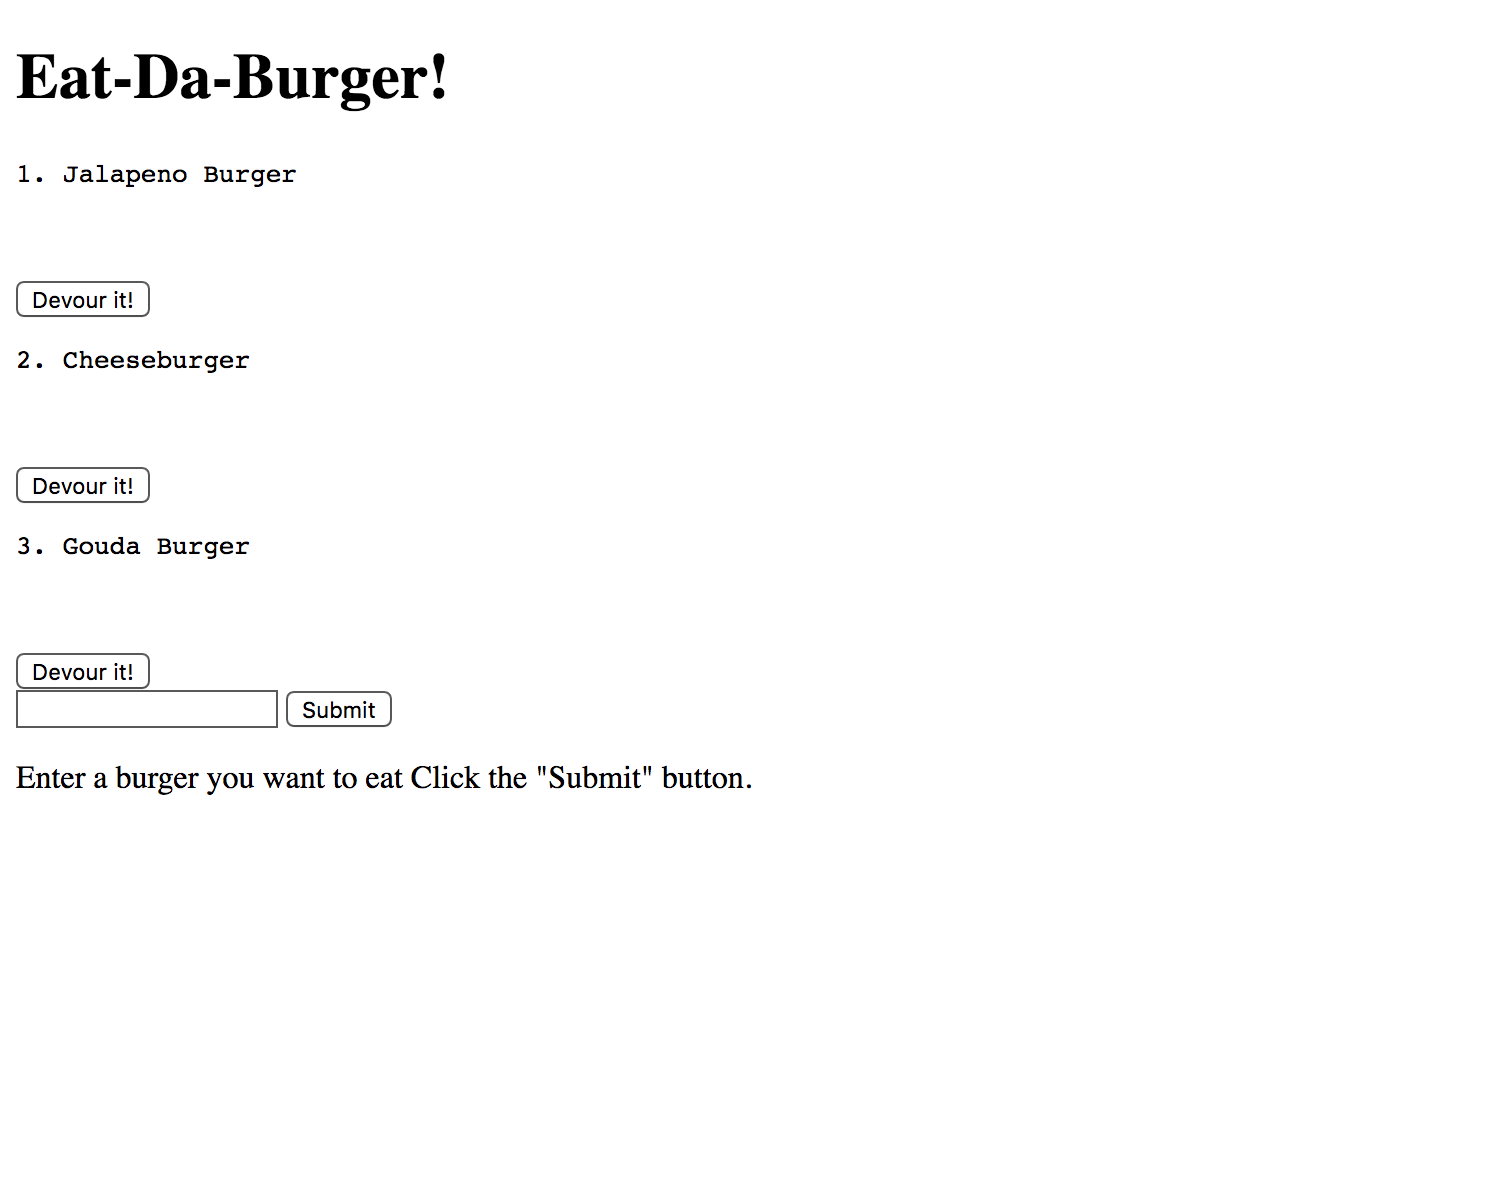 Eat-Da-Burger!
1. Jalapeno Burger
Devour it!
2. Cheeseburger
Devour it!
3. Gouda Burger
Devour it!
Submit
Enter a burger you want to eat Click the "Submit" button.